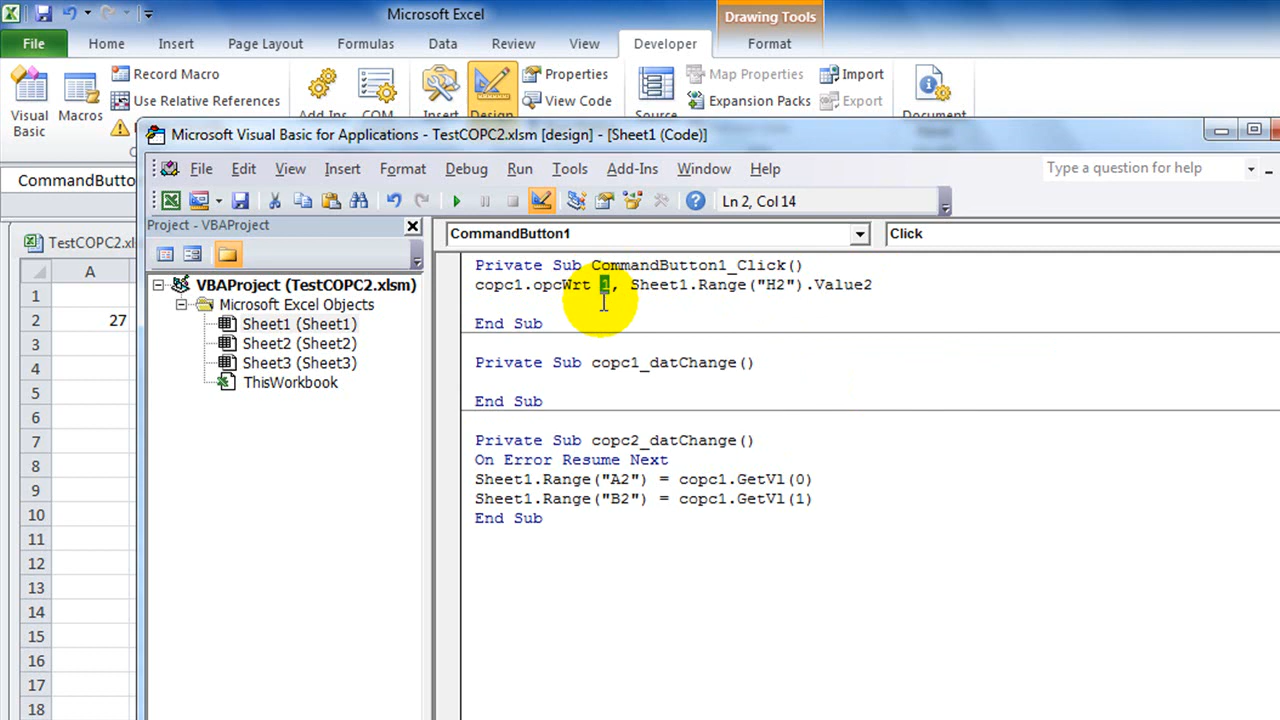 Microsoft Excel
Drawing Tools
File Home Insert Page Layout Formulas Data Review View Developer Format
Record Macro Properties Map Properties Import
Use Relative References View Code Expansion Packs Export
Visual Basic Macros Add-Ins COM Insert Design Source Document
Microsoft Visual Basic for Applications - TestCOPC2.xlsm [design] - [Sheet1 (Code)]
CommandButto
File Edit View Insert Format Debug Run Tools Add-Ins Window Help Type a question for help
Ln 2, Col 14
Project - VBAProject
CommandButton1 Click
TestCOPC2.xl
VBAProject (TestCOPC2.xlsm)
Microsoft Excel Objects
Sheet1 (Sheet1)
Sheet2 (Sheet2)
Sheet3 (Sheet3)
ThisWorkbook
A
1
2 27
3
4
5
6
7
8
9
10
11
12
13
14
15
16
17
18
Private Sub CommandButton1_Click()
copc1.opcWrt 1, Sheet1.Range("H2").Value2
End Sub
Private Sub copc1_datChange()
End Sub
Private Sub copc2_datChange()
On Error Resume Next
Sheet1.Range("A2") = copc1.GetVl(0)
Sheet1.Range("B2") = copc1.GetVl(1)
End Sub